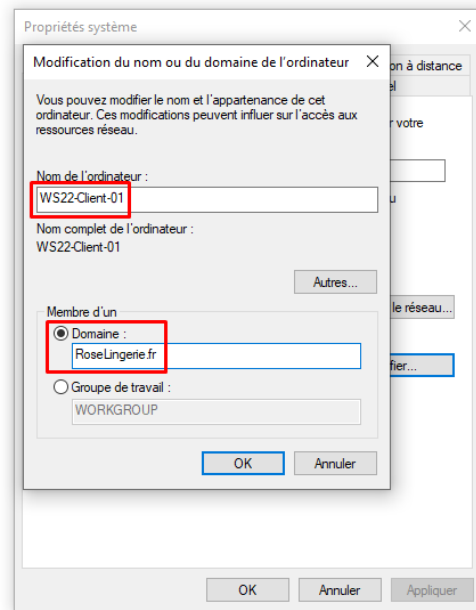 Propriétés système
Modification du nom ou du domaine de l'ordinateur
on à distance
el
Vous pouvez modifier le nom et l'appartenance de cet
ordinateur. Ces modifications peuvent influer sur l'accès aux
ressources réseau.
r votre
Nom de l'ordinateur :
WS22-Client-01
u
Nom complet de l'ordinateur :
WS22-Client-01
Autres...
le réseau...
Membre d'un
Domaine :
RoseLingerie.fr
fier...
Groupe de travail :
WORKGROUP
OK
Annuler
OK
Annuler
Appliquer